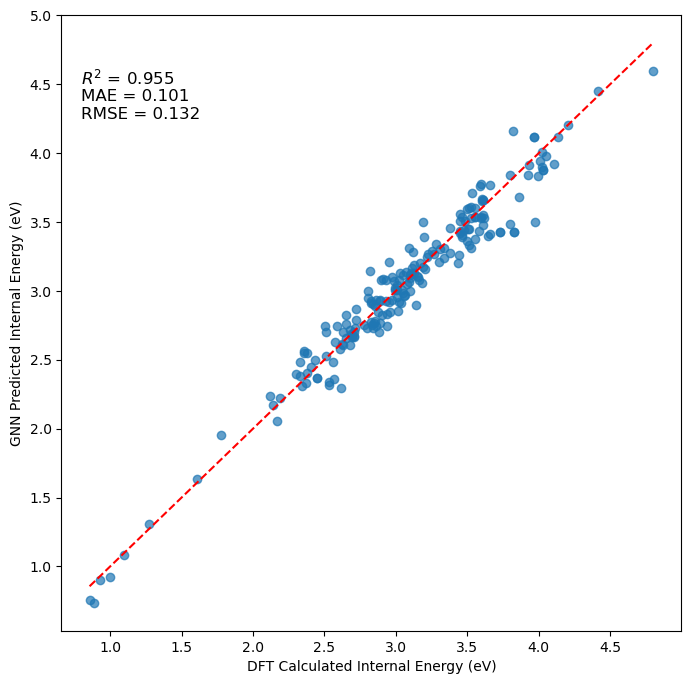 5.0
4.5
4.0
3.5
3.0
2.5
2.0
1.5
1.0
GNN Predicted Internal Energy (eV)
R² = 0.955
MAE = 0.101
RMSE = 0.132
1.0 1.5 2.0 2.5 3.0 3.5 4.0 4.5
DFT Calculated Internal Energy (eV)